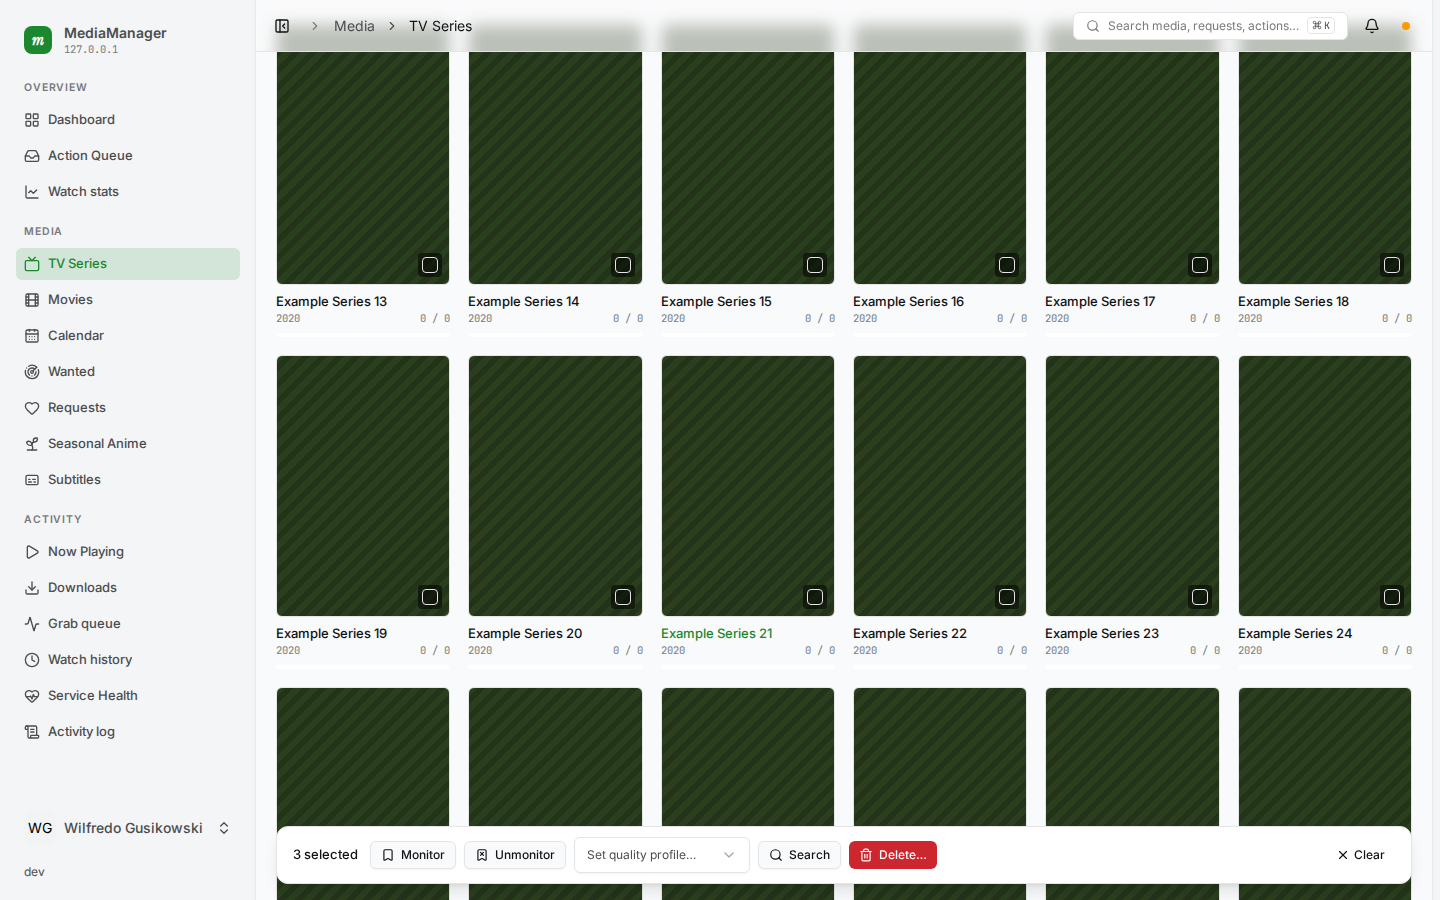 m
MediaManager
127.0.0.1
OVERVIEW
Dashboard
Action Queue
Watch stats
MEDIA
TV Series
Movies
Calendar
Wanted
Requests
Seasonal Anime
Subtitles
ACTIVITY
Now Playing
Downloads
Grab queue
Watch history
Service Health
Activity log
WG Wilfredo Gusikowski
dev
Media TV Series
Search media, requests, actions... ⌘ K
Example Series 13
2020 0 / 0
Example Series 14
2020 0 / 0
Example Series 15
2020 0 / 0
Example Series 16
2020 0 / 0
Example Series 17
2020 0 / 0
Example Series 18
2020 0 / 0
Example Series 19
2020 0 / 0
Example Series 20
2020 0 / 0
Example Series 21
2020 0 / 0
Example Series 22
2020 0 / 0
Example Series 23
2020 0 / 0
Example Series 24
2020 0 / 0
3 selected Monitor Unmonitor Set quality profile... Search Delete... Clear